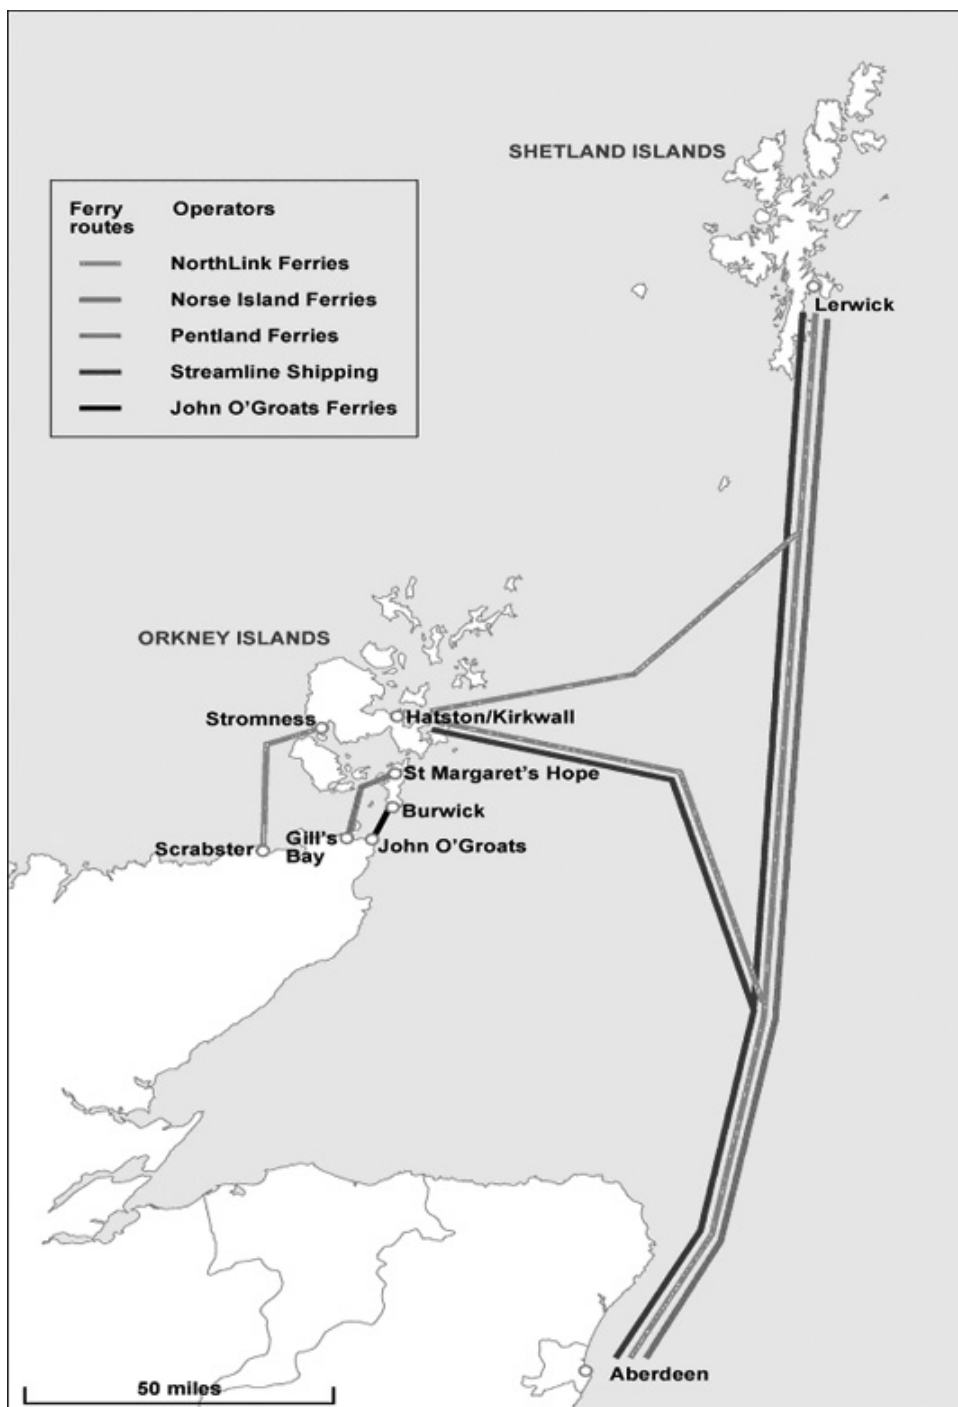 SHETLAND ISLANDS
Ferry routes
Operators
NorthLink Ferries
Norse Island Ferries
Pentland Ferries
Streamline Shipping
John O'Groats Ferries
Lerwick
ORKNEY ISLANDS
Stromness
Hatston/Kirkwall
St Margaret's Hope
Burwick
Scrabster
Gill's
Bay
John O'Groats
Aberdeen
50 miles